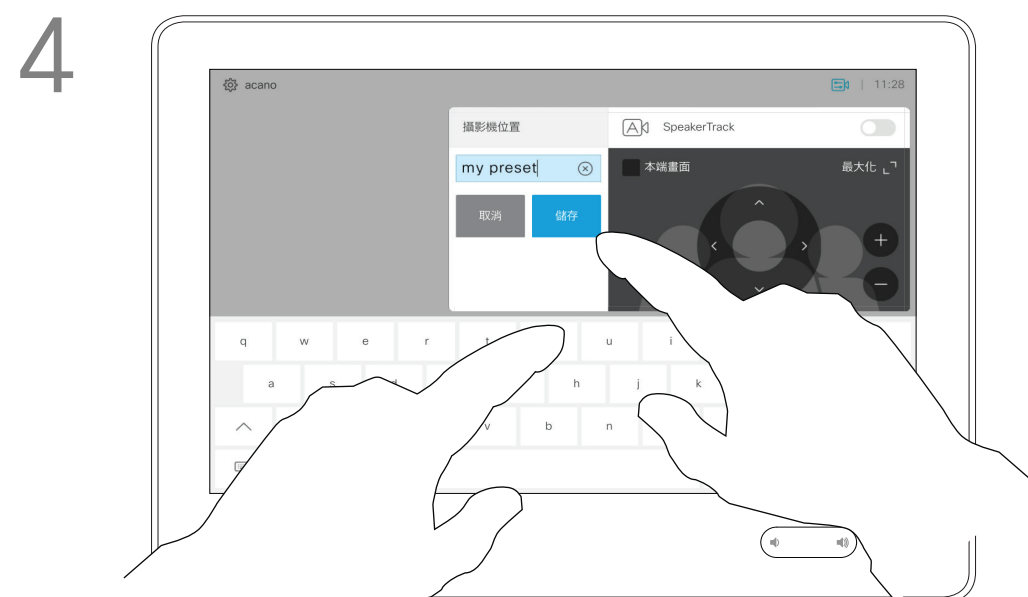 4
acano
11:28
攝影機位置
SpeakerTrack
my preset
本端畫面
最大化
取消
儲存
q w e r t u i
a s d h j k
v b n